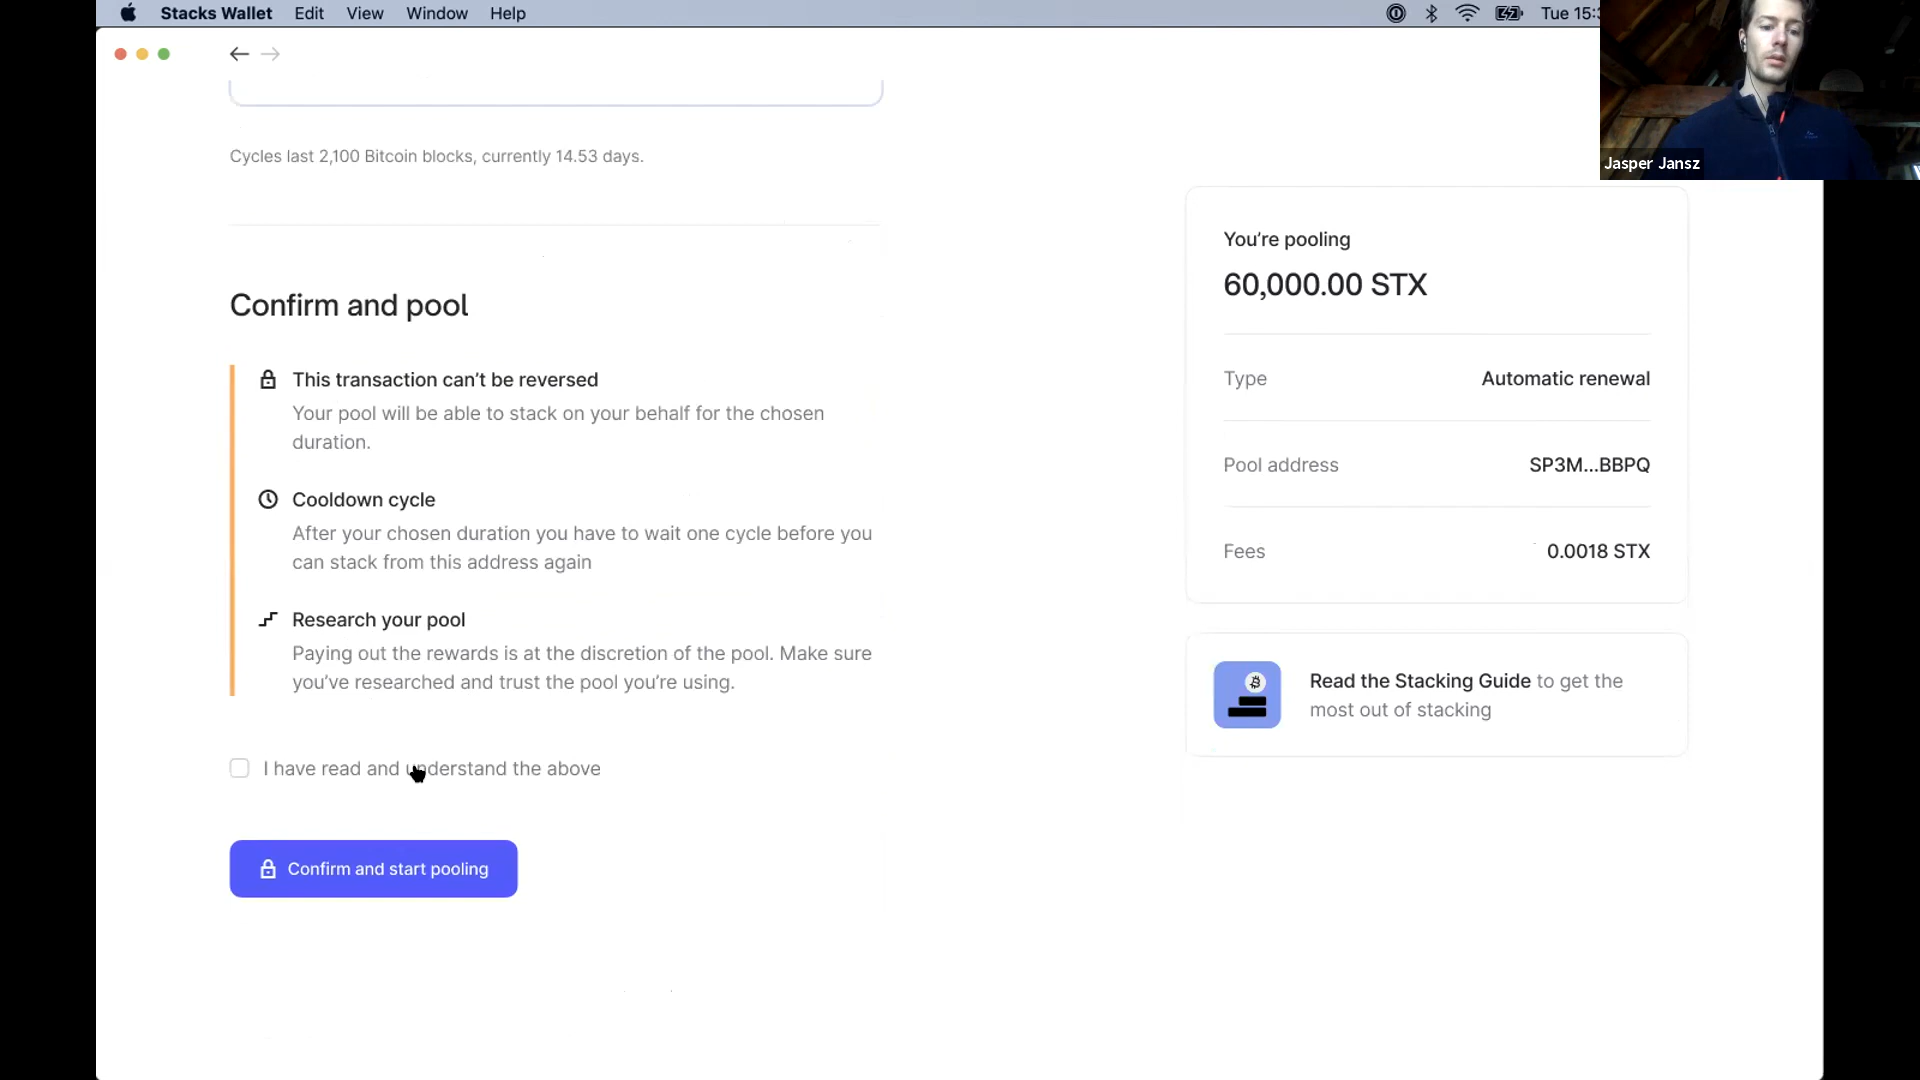 Stacks Wallet Edit View Window Help
Tue 15:
Jasper Jansz
Cycles last 2,100 Bitcoin blocks, currently 14.53 days.
Confirm and pool
This transaction can’t be reversed
Your pool will be able to stack on your behalf for the chosen
duration.
Cooldown cycle
After your chosen duration you have to wait one cycle before you
can stack from this address again
Research your pool
Paying out the rewards is at the discretion of the pool. Make sure
you’ve researched and trust the pool you’re using.
I have read and understand the above
Confirm and start pooling
You’re pooling
60,000.00 STX
Type Automatic renewal
Pool address SP3M...BBPQ
Fees 0.0018 STX
Read the Stacking Guide to get the
most out of stacking